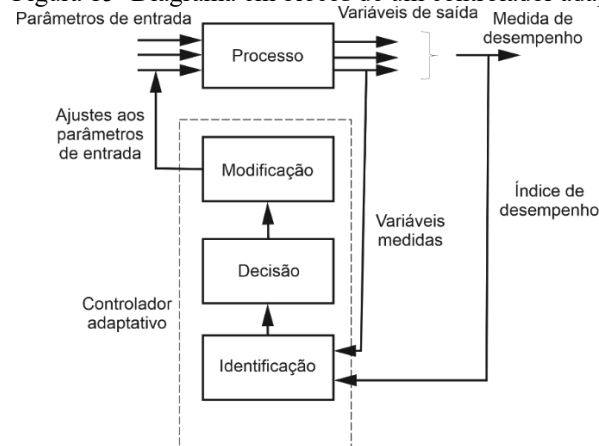 Parâmetros de entrada
Variáveis de saída
Medida de
desempenho
Processo
Ajustes aos
parâmetros
de entrada
Modificação
Índice de
desempenho
Variáveis
medidas
Decisão
Controlador
adaptativo
Identificação